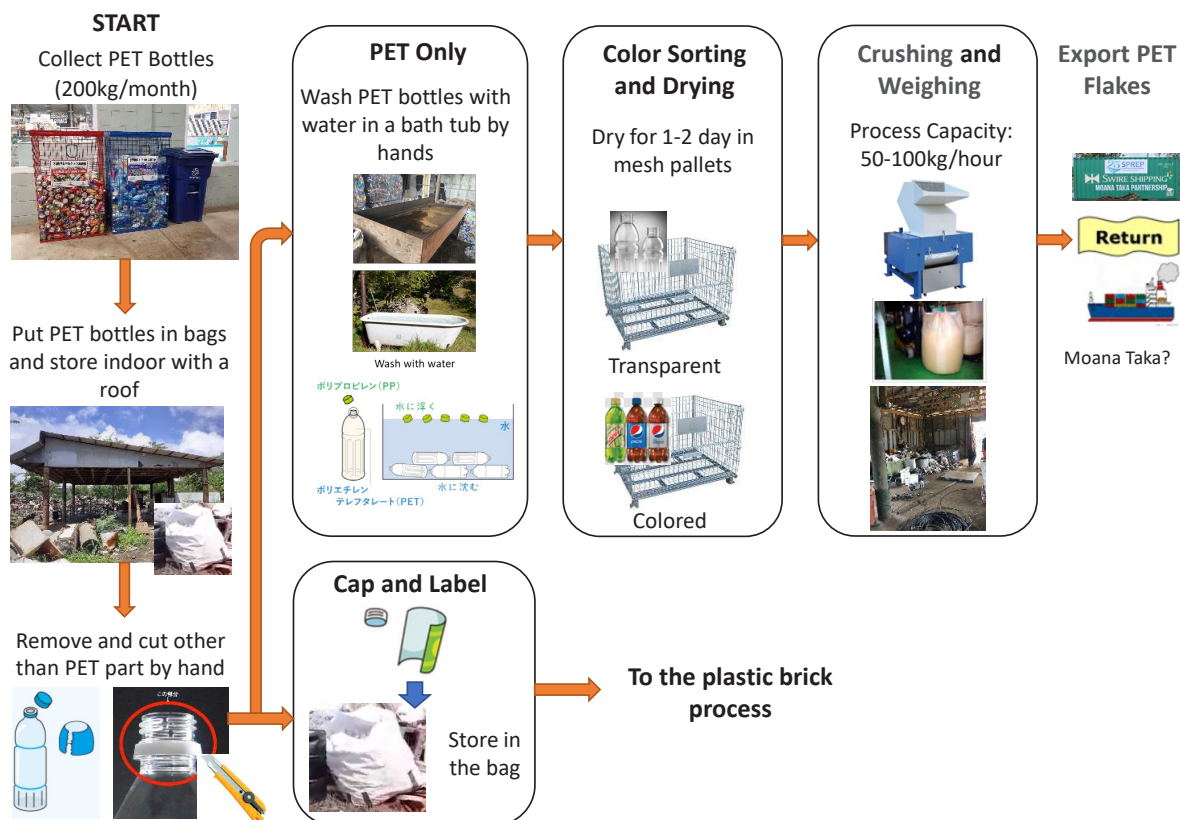 START
Collect PET Bottles
(200kg/month)
Put PET bottles in bags
and store indoor with a
roof
Remove and cut other
than PET part by hand
この部分
PET Only
Wash PET bottles with
water in a bath tub by
hands
Wash with water
ポリプロピレン(PP)
水に浮く
水
ポリエチレン
テレフタレート(PET)
水に沈む
Cap and Label
Store in
the bag
To the plastic brick
process
Color Sorting
and Drying
Dry for 1-2 day in
mesh pallets
Transparent
pepsi
Colored
Crushing and
Weighing
Process Capacity:
50-100kg/hour
Export PET
Flakes
SPREP
SWIRE SHIPPING
MOANA TAKA PARTNERSHIP
Return
Moana Taka?